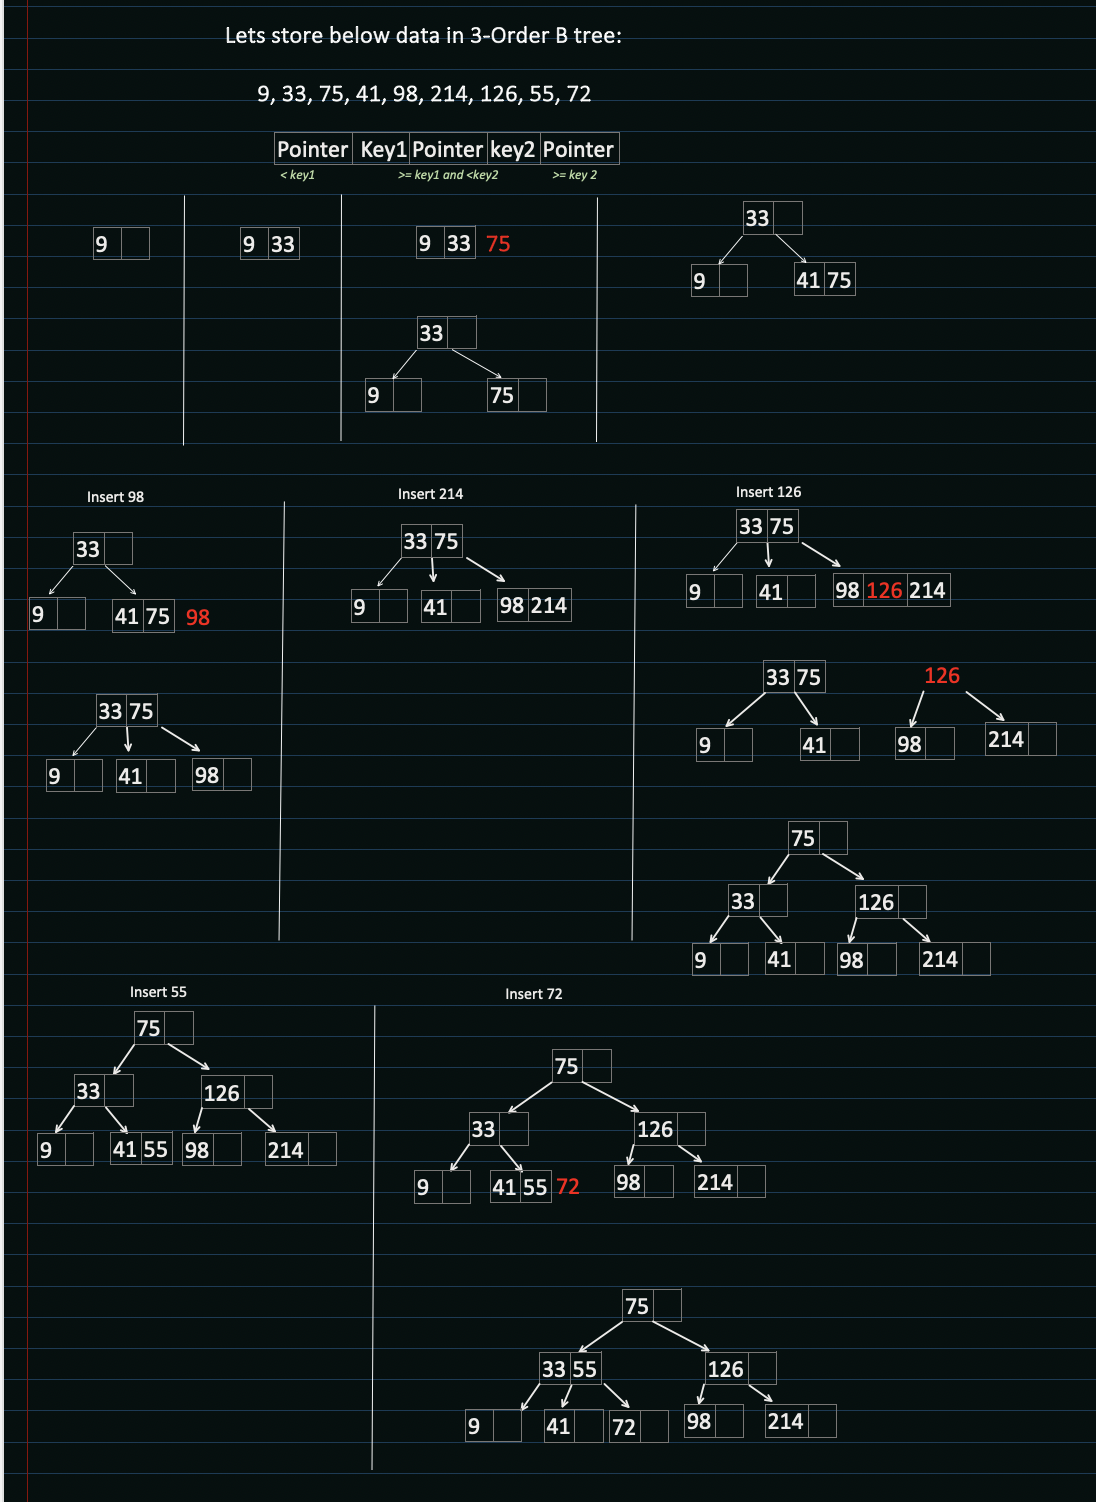 Lets store below data in 3-Order B tree:
9, 33, 75, 41, 98, 214, 126, 55, 72
Pointer Key1 Pointer key2 Pointer
< key1 >= key1 and <key2 >= key 2
9
9 33
9 33 75
33
9 75
33
9 41 75
Insert 98
33
9 41 75 98
33 75
9 41 98
Insert 214
33 75
9 41 98 214
Insert 126
33 75
9 41 98 126 214
33 75 126
9 41 98 214
75
33 126
9 41 98 214
Insert 55
75
33 126
9 41 55 98 214
Insert 72
75
33 126
9 41 55 72 98 214
75
33 55 126
9 41 72 98 214